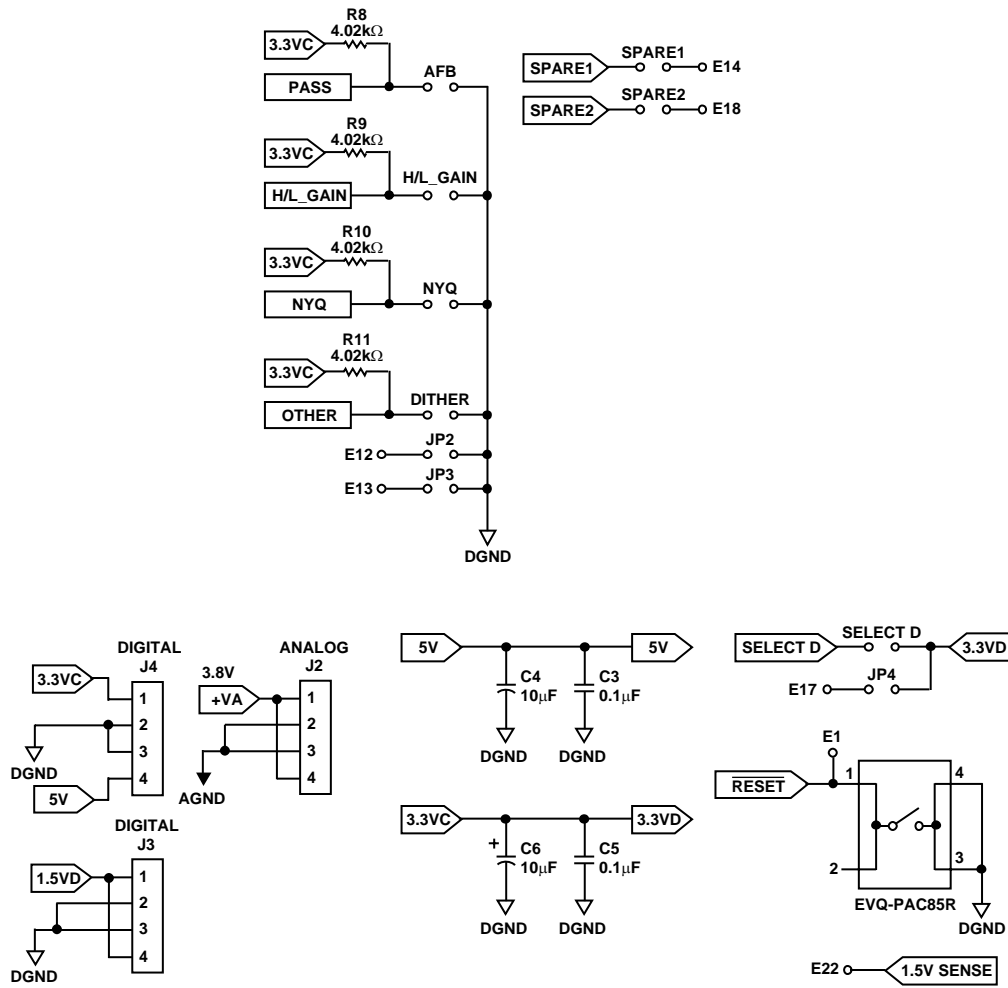 R8
4.02kΩ
3.3VC
PASS
AFB
SPARE1
SPARE1
E14
SPARE2
SPARE2
E18
R9
4.02kΩ
3.3VC
H/L_GAIN
H/L_GAIN
R10
4.02kΩ
3.3VC
NYQ
NYQ
R11
4.02kΩ
3.3VC
OTHER
DITHER
E12
JP2
E13
JP3
DGND
DIGITAL
J4
3.3VC
1
2
3
4
DGND
5V
ANALOG
J2
3.8V
+VA
1
2
3
4
AGND
DIGITAL
J3
1.5VD
1
2
3
4
DGND
5V
5V
C4
10μF
C3
0.1μF
DGND
DGND
3.3VC
3.3VD
+
C6
10μF
C5
0.1μF
DGND
DGND
SELECT D
SELECT D
3.3VD
E17
JP4
E1
RESET
1
4
2
3
EVQ-PAC85R
DGND
E22
1.5V SENSE